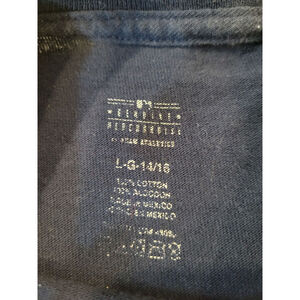 GENUINE
MERCHANDISE
BY TEAM ATHLETICS
L-G-14/16
100% COTTON
100% ALGODON
MADE IN MEXICO
HECHO EN MEXICO